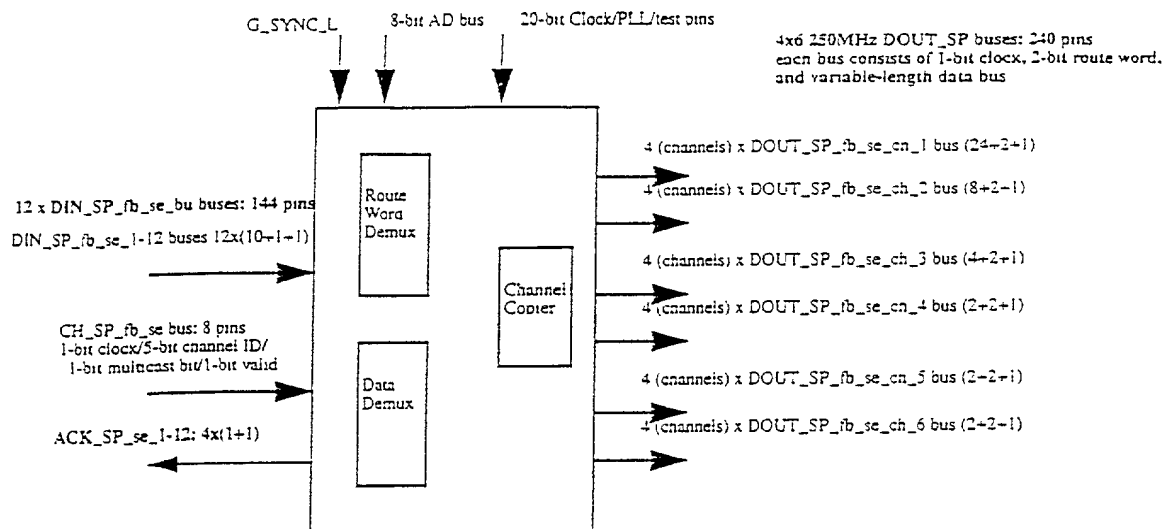 G_SYNC_L
8-bit AD bus
20-bit Clock/PLL/test pins
4x6 250MHz DOUT_SP buses: 240 pins
each bus consists of 1-bit clock, 2-bit route word,
and variable-length data bus
12 x DIN_SP_fb_se_bu buses: 144 pins
DIN_SP_fb_se_1-12 buses 12x(10+1+1)
CH_SP_fb_se bus: 8 pins
1-bit clock/5-bit channel ID/
1-bit multicast bit/1-bit valid
ACK_SP_se_1-12: 4x(1+1)
Route
Word
Demux
Data
Demux
Channel
Copier
4 (channels) x DOUT_SP_fb_se_ch_1 bus (24+2+1)
4 (channels) x DOUT_SP_fb_se_ch_2 bus (8+2+1)
4 (channels) x DOUT_SP_fb_se_ch_3 bus (4+2+1)
4 (channels) x DOUT_SP_fb_se_ch_4 bus (2+2+1)
4 (channels) x DOUT_SP_fb_se_ch_5 bus (2+2+1)
4 (channels) x DOUT_SP_fb_se_ch_6 bus (2+2+1)